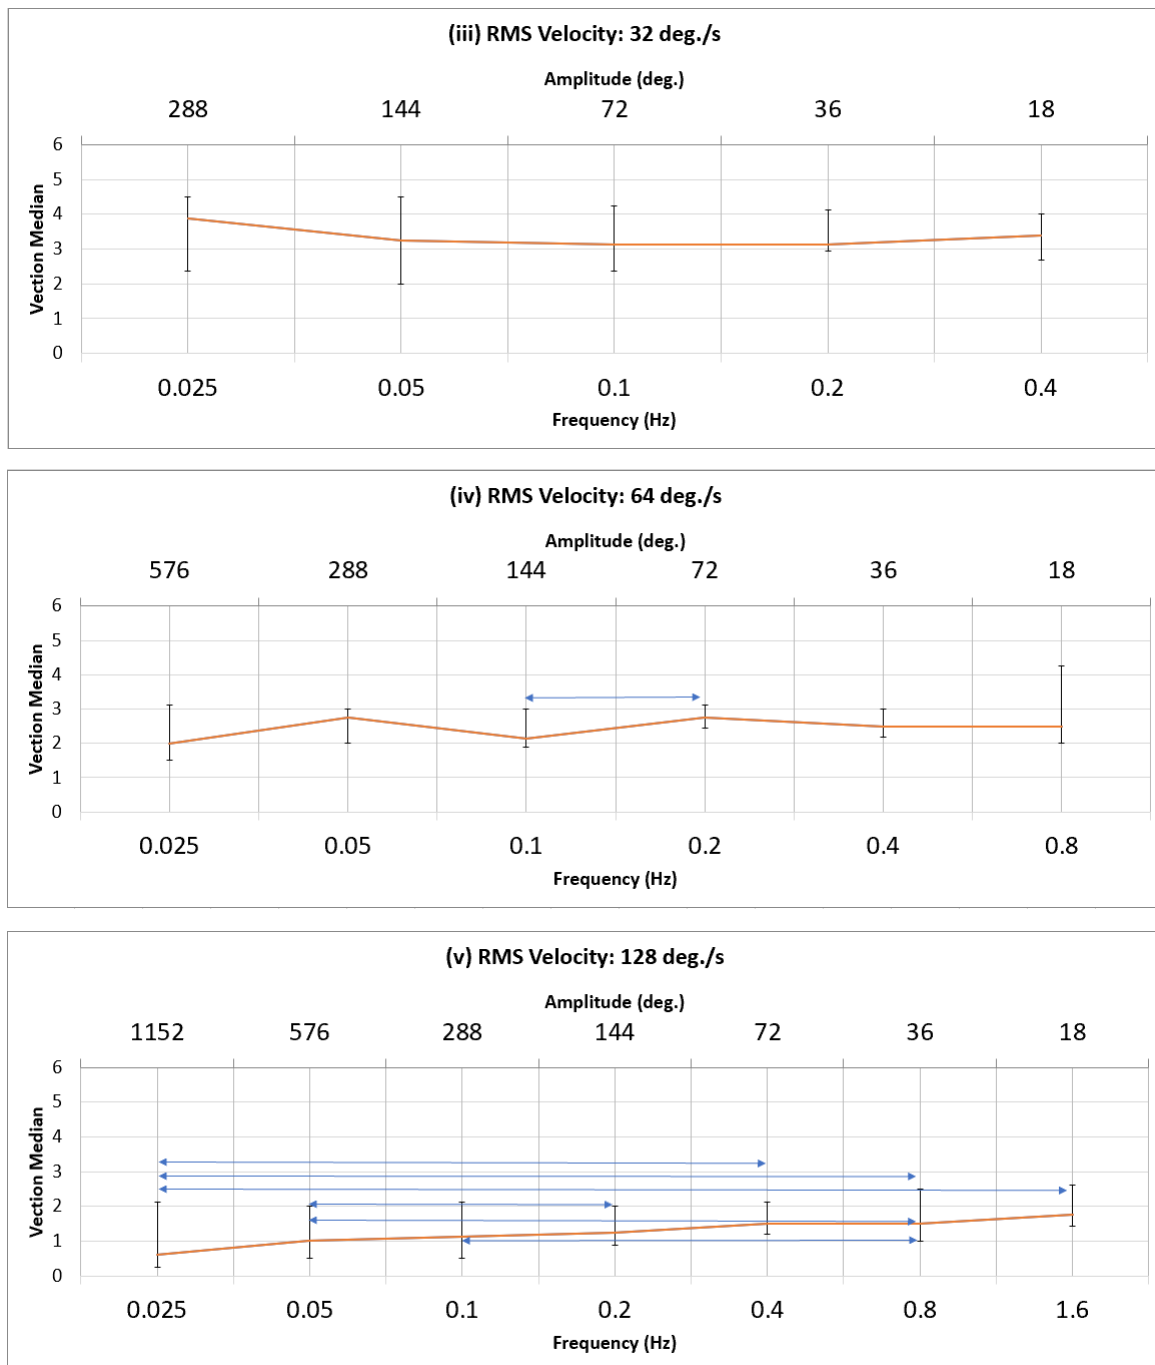 (iii) RMS Velocity: 32 deg./s
Amplitude (deg.)
288 144 72 36 18
6
5
4
3
2
1
0
Vection Median
0.025 0.05 0.1 0.2 0.4
Frequency (Hz)
(iv) RMS Velocity: 64 deg./s
Amplitude (deg.)
576 288 144 72 36 18
6
5
4
3
2
1
0
Vection Median
0.025 0.05 0.1 0.2 0.4 0.8
Frequency (Hz)
(v) RMS Velocity: 128 deg./s
Amplitude (deg.)
1152 576 288 144 72 36 18
6
5
4
3
2
1
0
Vection Median
0.025 0.05 0.1 0.2 0.4 0.8 1.6
Frequency (Hz)